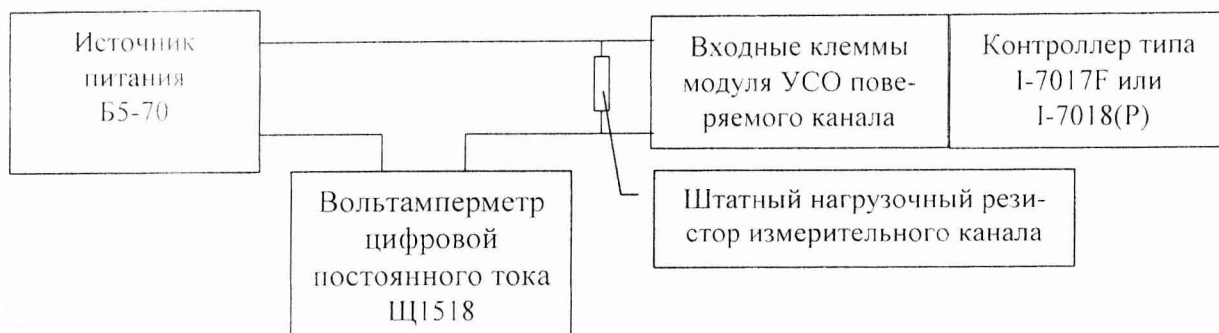 Источник
питания
Б5-70
Входные клеммы
модуля УСО пове-
ряемого канала
Контроллер типа
I-7017F или
I-7018(P)
Вольтамперметр
цифровой
постоянного тока
Щ1518
Штатный нагрузочный рези-
стор измерительного канала